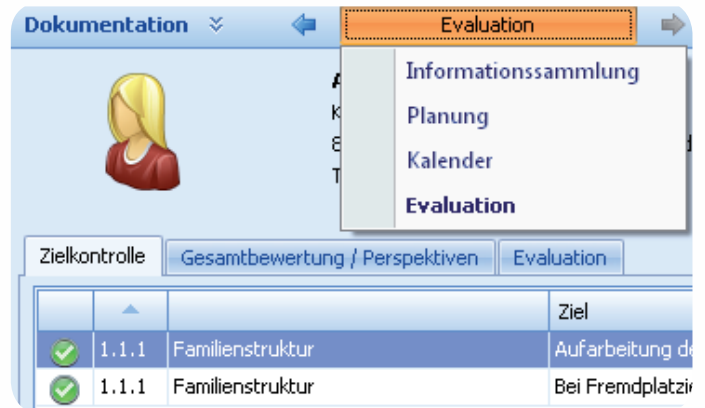 Dokumentation
Evaluation
Informationssammlung
Planung
Kalender
Evaluation
Zielkontrolle
Gesamtbewertung / Perspektiven
Evaluation
Ziel
1.1.1 Familienstruktur Aufarbeitung
1.1.1 Familienstruktur Bei